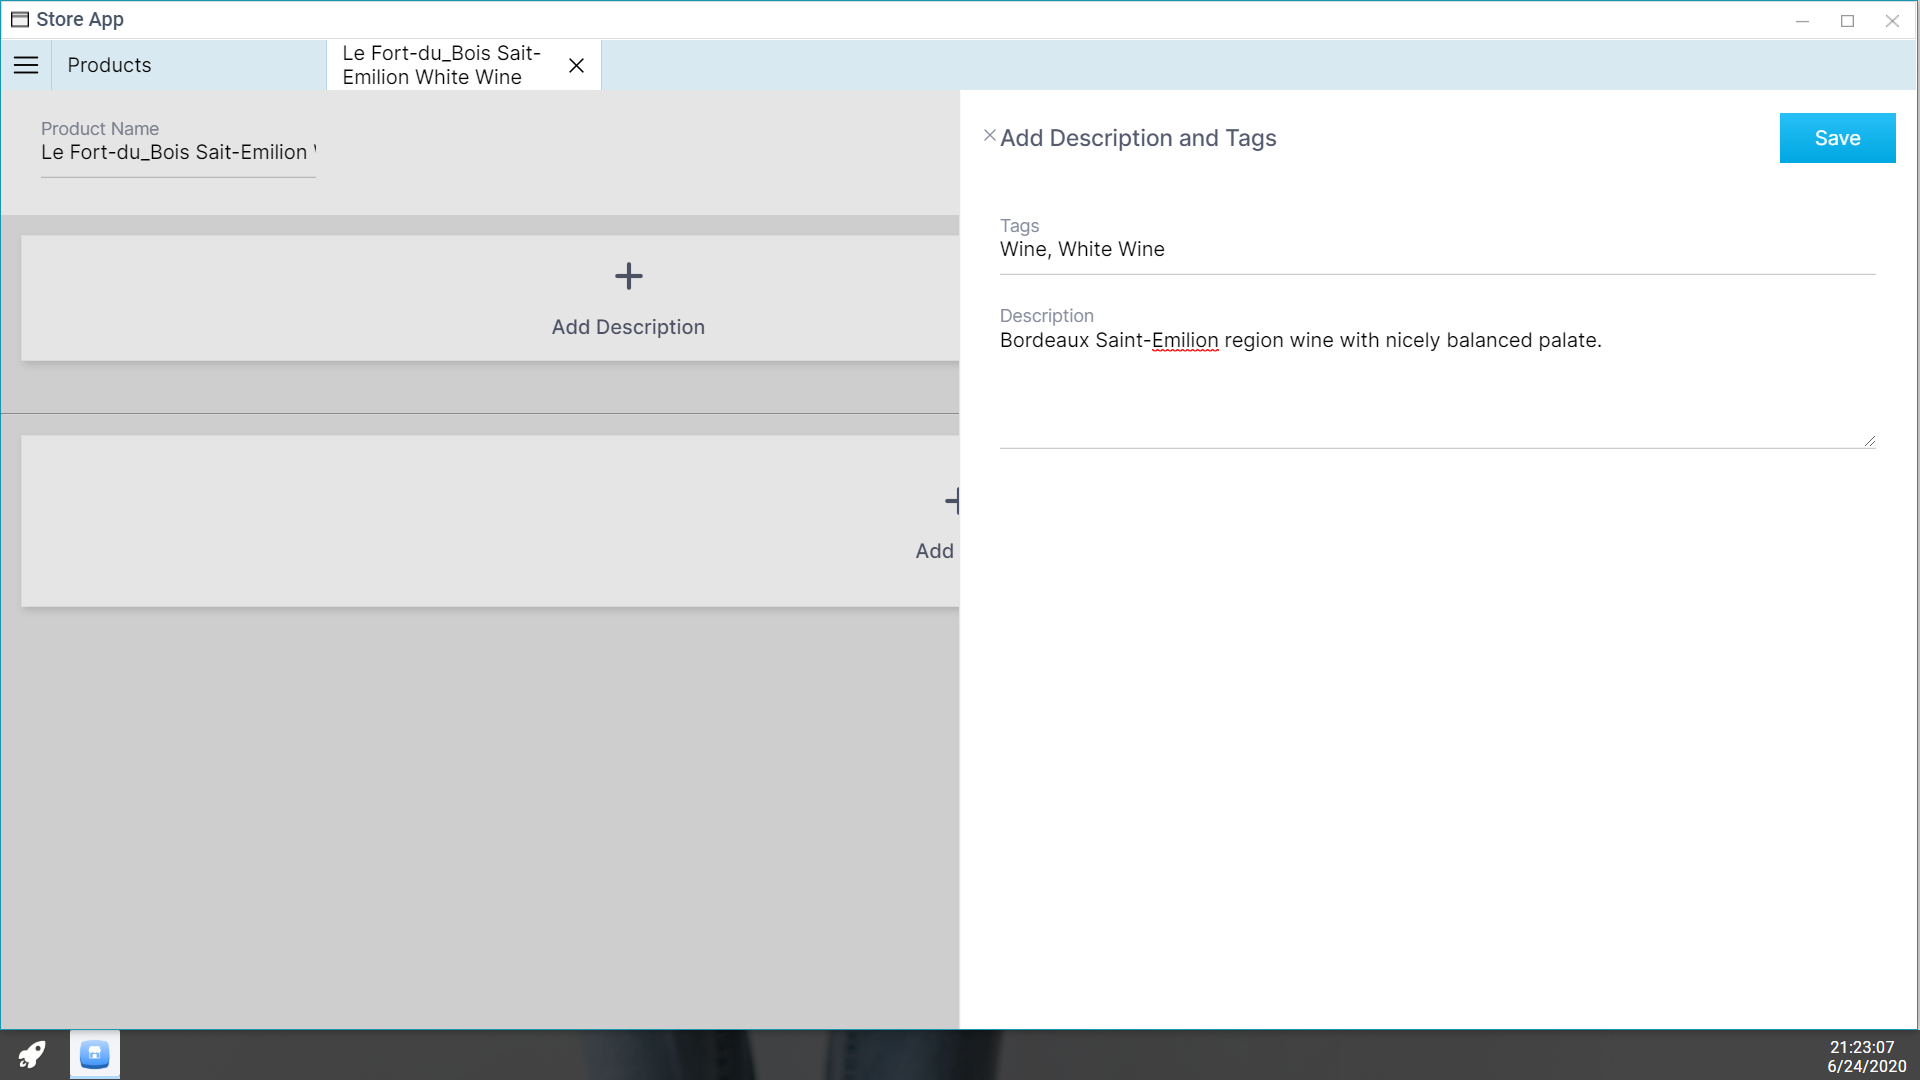 Store App
Products
Le Fort-du_Bois Sait-
Emilion White Wine
Product Name
Le Fort-du_Bois Sait-Emilion
Add Description and Tags
Save
Tags
Wine, White Wine
Description
Bordeaux Saint-Emilion region wine with nicely balanced palate.
Add Description
Add
21:23:07
6/24/2020